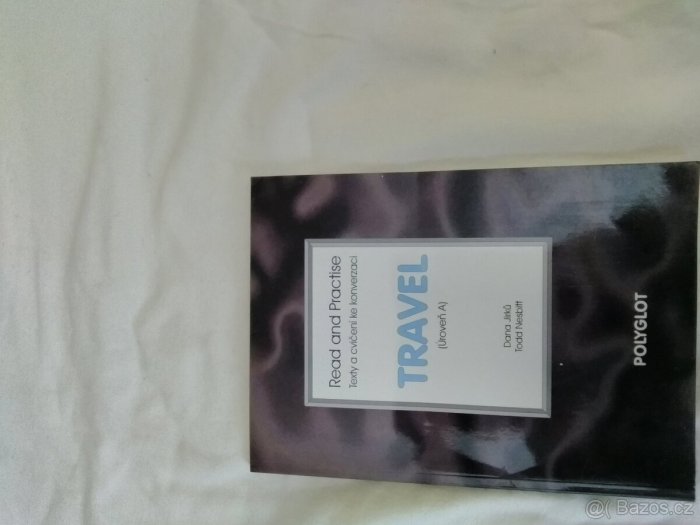 Read and Practise
Texty a cvičení ke konverzaci
TRAVEL
(Úroveň A)
Dana Jirků
Todd Nesbitt
POLYGLOT
@( Bazos.cz